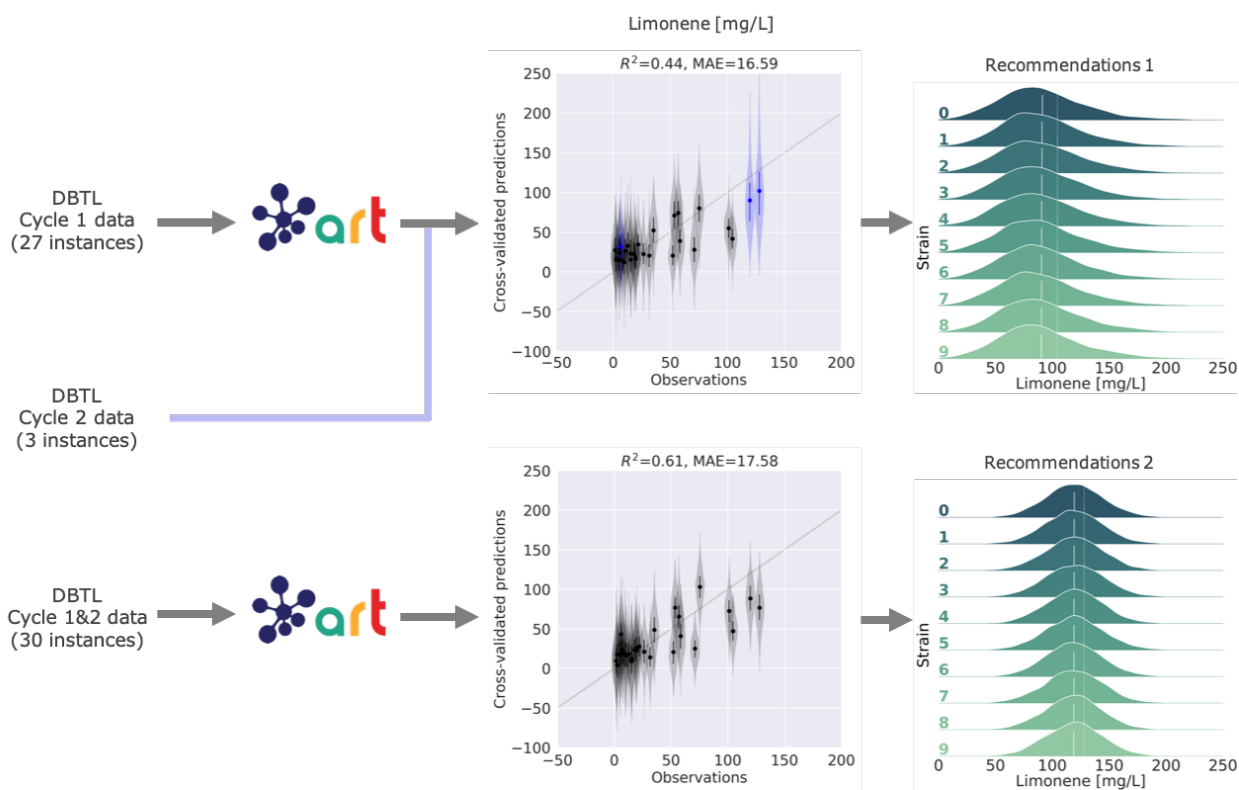 Limonene [mg/L]
DBTL
Cycle 1 data
(27 instances)
art
R²=0.44, MAE=16.59
Cross-validated predictions
250
200
150
100
50
0
−50
−100
−50
0
50
100
150
200
Observations
Recommendations 1
Strain
0
1
2
3
4
5
6
7
8
9
0
50
100
150
200
250
Limonene [mg/L]
DBTL
Cycle 2 data
(3 instances)
DBTL
Cycle 1&2 data
(30 instances)
art
R²=0.61, MAE=17.58
Cross-validated predictions
250
200
150
100
50
0
−50
−100
−50
0
50
100
150
200
Observations
Recommendations 2
Strain
0
1
2
3
4
5
6
7
8
9
0
50
100
150
200
250
Limonene [mg/L]